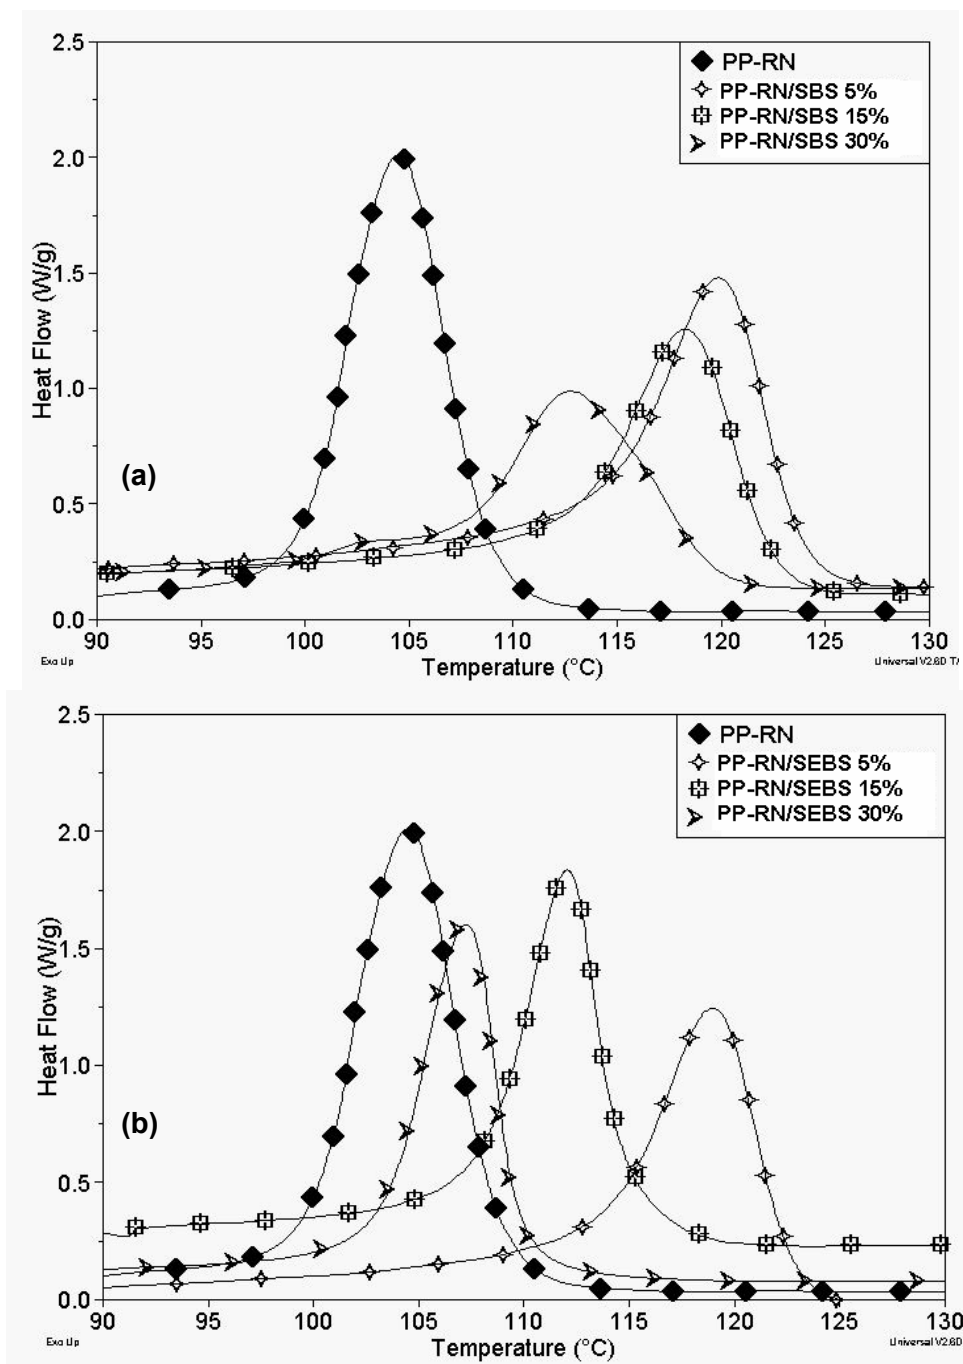 2.5
PP-RN
PP-RN/SBS 5%
PP-RN/SBS 15%
PP-RN/SBS 30%
2.0
1.5
1.0
0.5
0.0
Heat Flow (W/g)
(a)
90 95 100 105 110 115 120 125 130
Exo Up
Temperature (°C)
Universal V2.6D T/
2.5
PP-RN
PP-RN/SEBS 5%
PP-RN/SEBS 15%
PP-RN/SEBS 30%
2.0
1.5
1.0
0.5
0.0
Heat Flow (W/g)
(b)
90 95 100 105 110 115 120 125 130
Exo Up
Temperature (°C)
Universal V2.6D